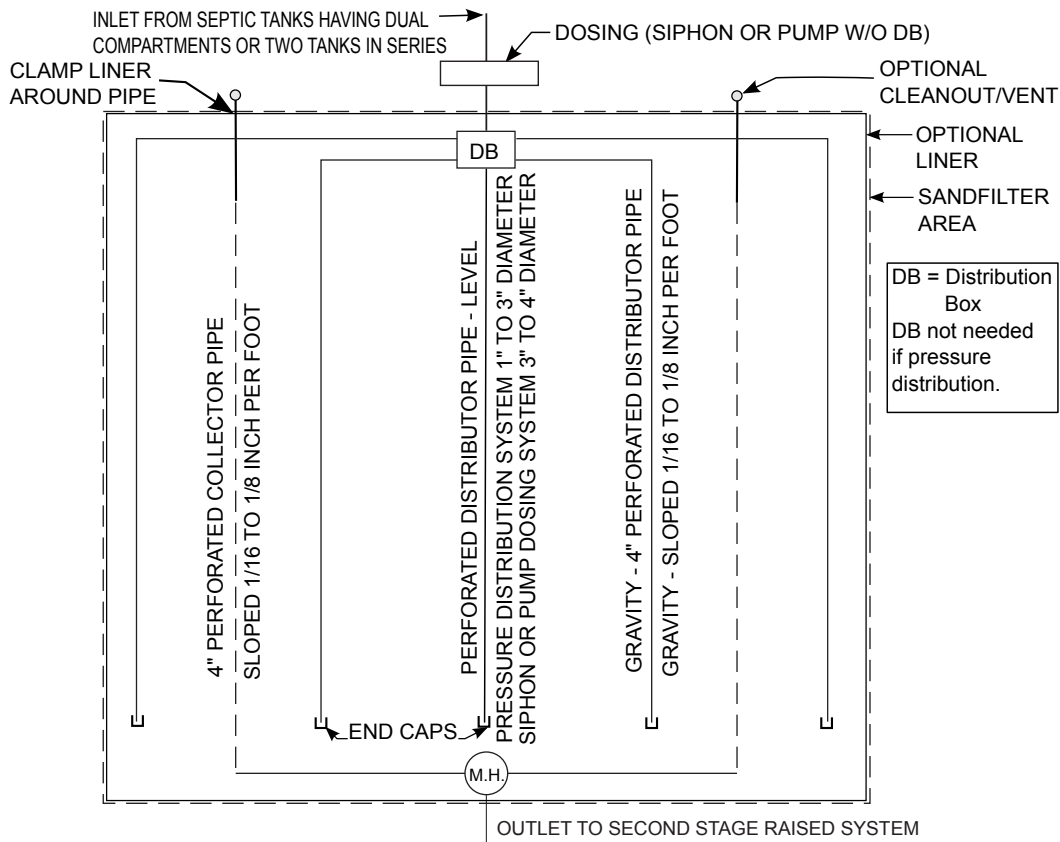 INLET FROM SEPTIC TANKS HAVING DUAL
COMPARTMENTS OR TWO TANKS IN SERIES
DOSING (SIPHON OR PUMP W/O DB)
CLAMP LINER
AROUND PIPE
OPTIONAL
CLEANOUT/VENT
OPTIONAL
LINER
DB
SANDFILTER
AREA
DB = Distribution
Box
DB not needed
if pressure
distribution.
4" PERFORATED COLLECTOR PIPE
SLOPED 1/16 TO 1/8 INCH PER FOOT
PERFORATED DISTRIBUTOR PIPE - LEVEL
PRESSURE DISTRIBUTION SYSTEM 1" TO 3" DIAMETER
SIPHON OR PUMP DOSING SYSTEM 3" TO 4" DIAMETER
GRAVITY - 4" PERFORATED DISTRIBUTOR PIPE
GRAVITY - SLOPED 1/16 TO 1/8 INCH PER FOOT
END CAPS
M.H.
OUTLET TO SECOND STAGE RAISED SYSTEM